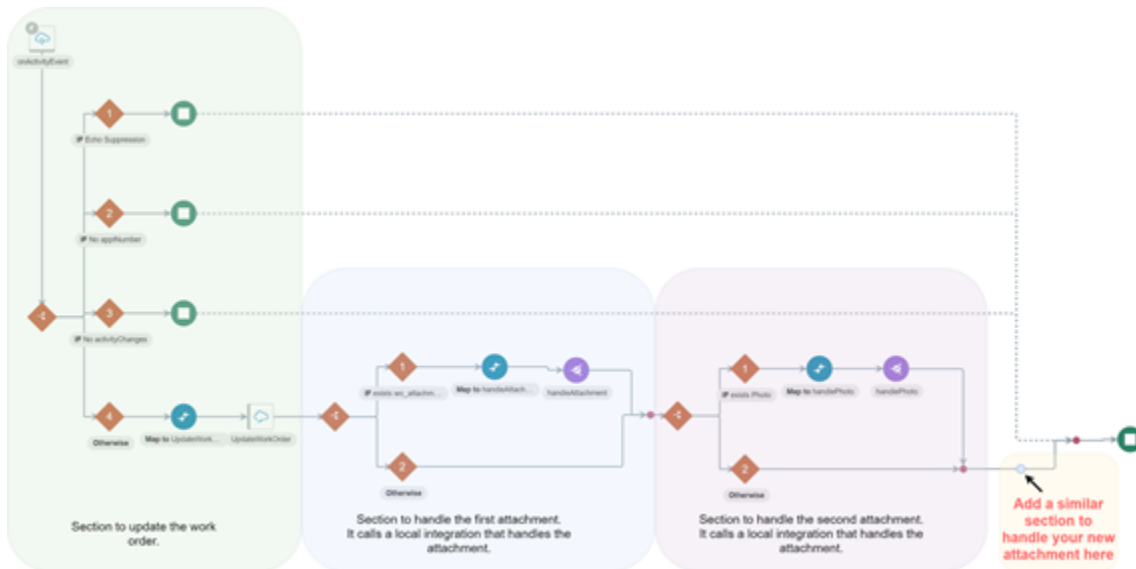 onActivityEvent
1
IF Echo Suppression
2
IF No apptNumber
3
IF No activityChanges
4
Otherwise
Map to UpdateWork...
UpdateWorkOrder
Section to update the work
order.
1
IF exists wo_attachm...
Map to handleAttach...
handleAttachment
2
Otherwise
Section to handle the first attachment.
It calls a local integration that handles the
attachment.
1
IF exists Photo
Map to handlePhoto
handlePhoto
2
Otherwise
Section to handle the second attachment.
It calls a local integration that handles the
attachment.
Add a similar
section to
handle your new
attachment here